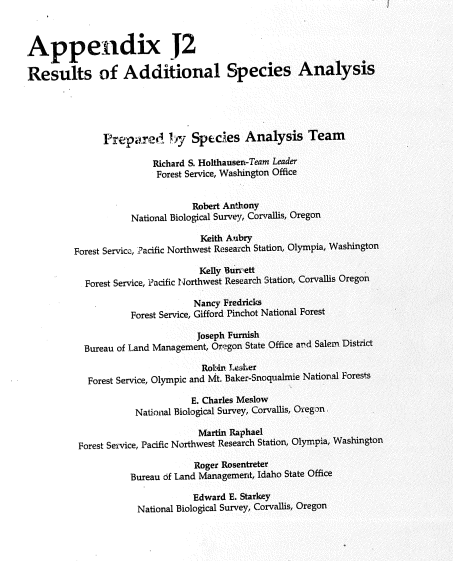 Appendix J2
Results of Additional Species Analysis
Prepared by Species Analysis Team
Richard S. Holthausen-Team Leader
Forest Service, Washington Office
Robert Anthony
National Biological Survey, Corvallis, Oregon
Keith Aubry
Forest Service, Pacific Northwest Research Station, Olympia, Washington
Kelly Burnett
Forest Service, Pacific Northwest Research Station, Corvallis Oregon
Nancy Fredricks
Forest Service, Gifford Pinchot National Forest
Joseph Furnish
Bureau of Land Management, Oregon State Office and Salem District
Robin Lesher
Forest Service, Olympic and Mt. Baker-Snoqualmie National Forests
E. Charles Meslow
National Biological Survey, Corvallis, Oregon
Martin Raphael
Forest Service, Pacific Northwest Research Station, Olympia, Washington
Roger Rosentreter
Bureau of Land Management, Idaho State Office
Edward E. Starkey
National Biological Survey, Corvallis, Oregon